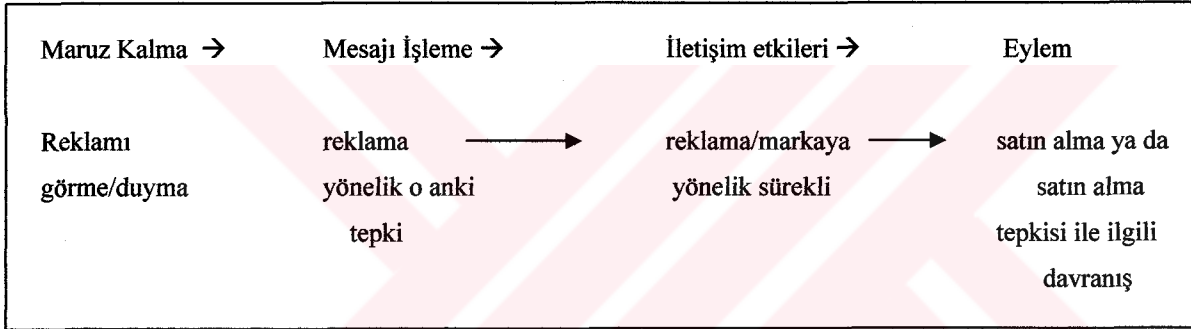 Maruz Kalma → Mesajı İşleme → İletişim etkileri → Eylem
Reklamı reklama → reklama/markaya → satın alma ya da
görme/duyma yönelik o anki yönelik sürekli satın alma
tepki tepkisi ile ilgili
davranış